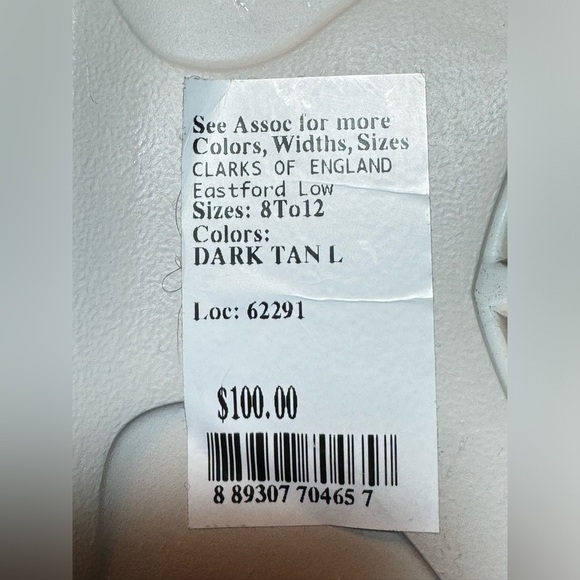 See Assoc for more
Colors, Widths, Sizes
CLARKS OF ENGLAND
Eastford Low
Sizes: 8To12
Colors:
DARK TAN L
Loc: 62291
$100.00
8 89307 70465 7